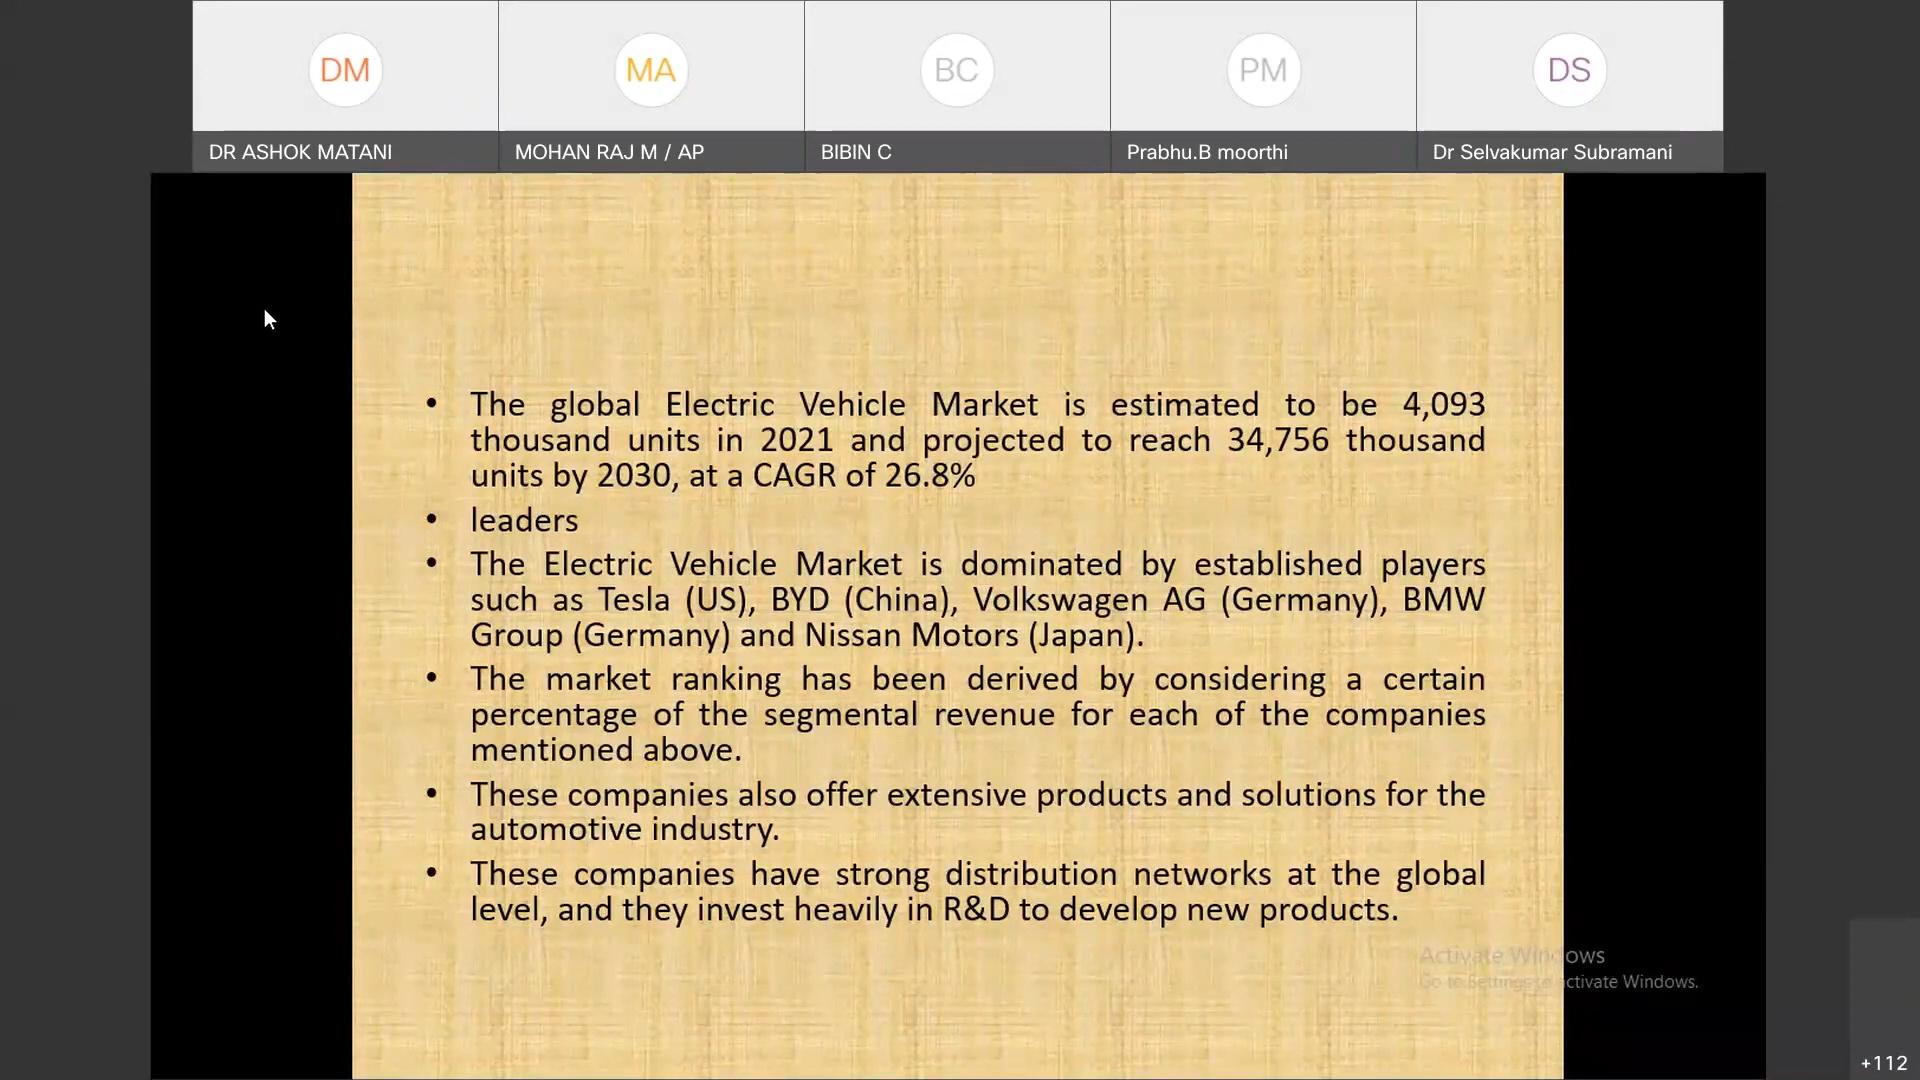 DM
MA
BC
PM
DS
DR ASHOK MATANI
MOHAN RAJ M / AP
BIBIN C
Prabhu.B moorthi
Dr Selvakumar Subramani
• The global Electric Vehicle Market is estimated to be 4,093
thousand units in 2021 and projected to reach 34,756 thousand
units by 2030, at a CAGR of 26.8%
• leaders
• The Electric Vehicle Market is dominated by established players
such as Tesla (US), BYD (China), Volkswagen AG (Germany), BMW
Group (Germany) and Nissan Motors (Japan).
• The market ranking has been derived by considering a certain
percentage of the segmental revenue for each of the companies
mentioned above.
• These companies also offer extensive products and solutions for the
automotive industry.
• These companies have strong distribution networks at the global
level, and they invest heavily in R&D to develop new products.
Activate Windows
Go to Settings to activate Windows.
+112